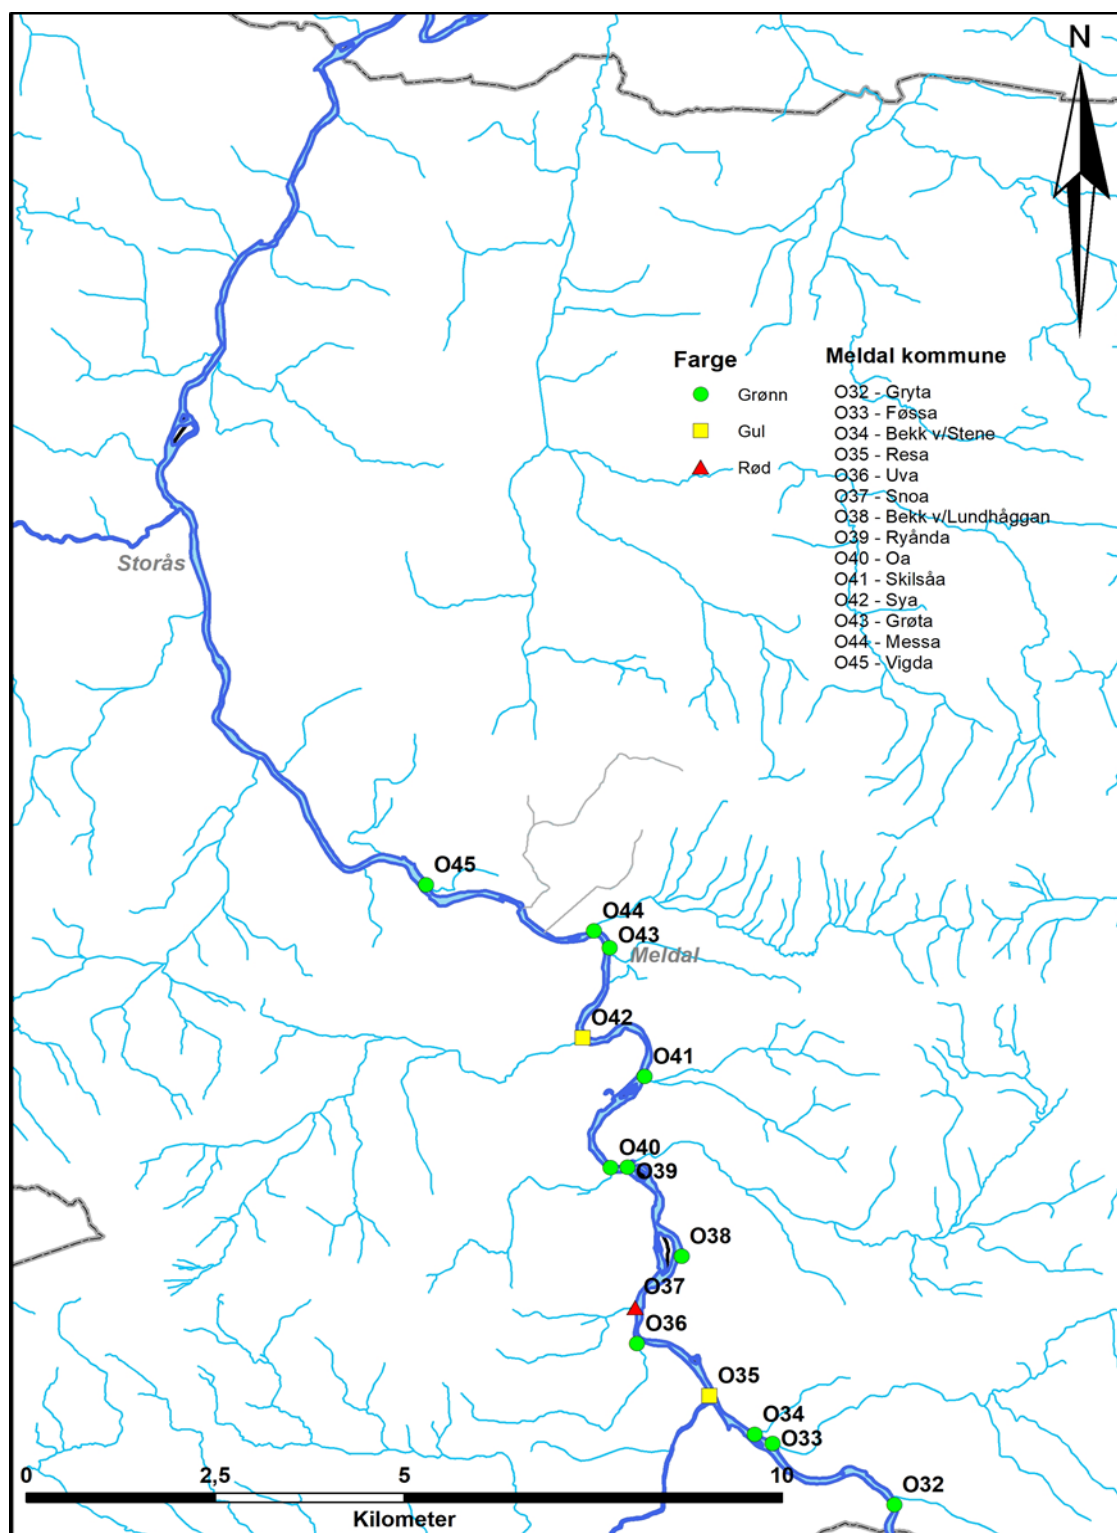 N
Farge
Grønn
Gul
Rød
Meldal kommune
O32 - Gryta
O33 - Føssa
O34 - Bekk v/Stene
O35 - Resa
O36 - Uva
O37 - Snoa
O38 - Bekk v/Lundhåggan
O39 - Ryånda
O40 - Oa
O41 - Skilsåa
O42 - Sya
O43 - Grøta
O44 - Messa
O45 - Vigda
Storås
O45
O44
O43
Meldal
O42
O41
O40
O39
O38
O37
O36
O35
O34
O33
O32
0 2,5 5 10
Kilometer